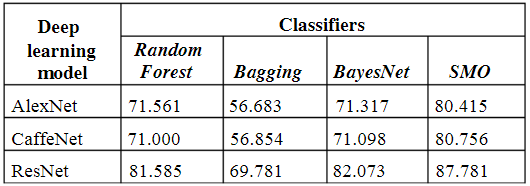 Deep learning model Classifiers
Random Forest Bagging BayesNet SMO
AlexNet 71.561 56.683 71.317 80.415
CaffeNet 71.000 56.854 71.098 80.756
ResNet 81.585 69.781 82.073 87.781